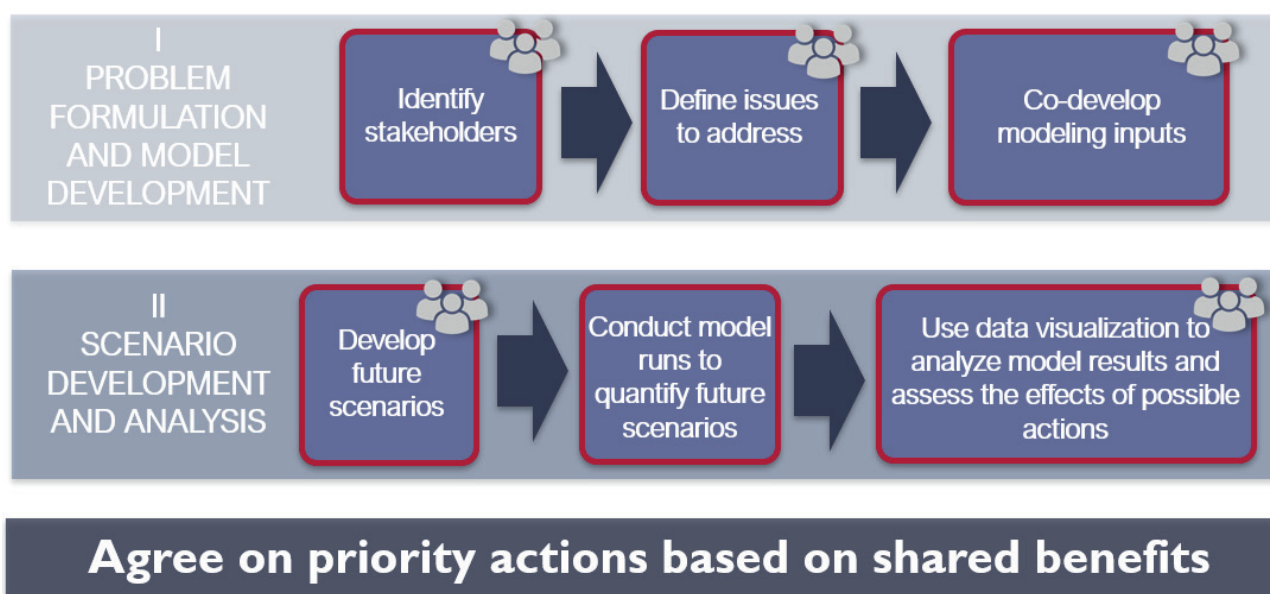 I
PROBLEM
FORMULATION
AND MODEL
DEVELOPMENT
Identify
stakeholders
Define issues
to address
Co-develop
modeling inputs
II
SCENARIO
DEVELOPMENT
AND ANALYSIS
Develop
future
scenarios
Conduct model
runs to
quantify future
scenarios
Use data visualization to
analyze model results and
assess the effects of possible
actions
Agree on priority actions based on shared benefits